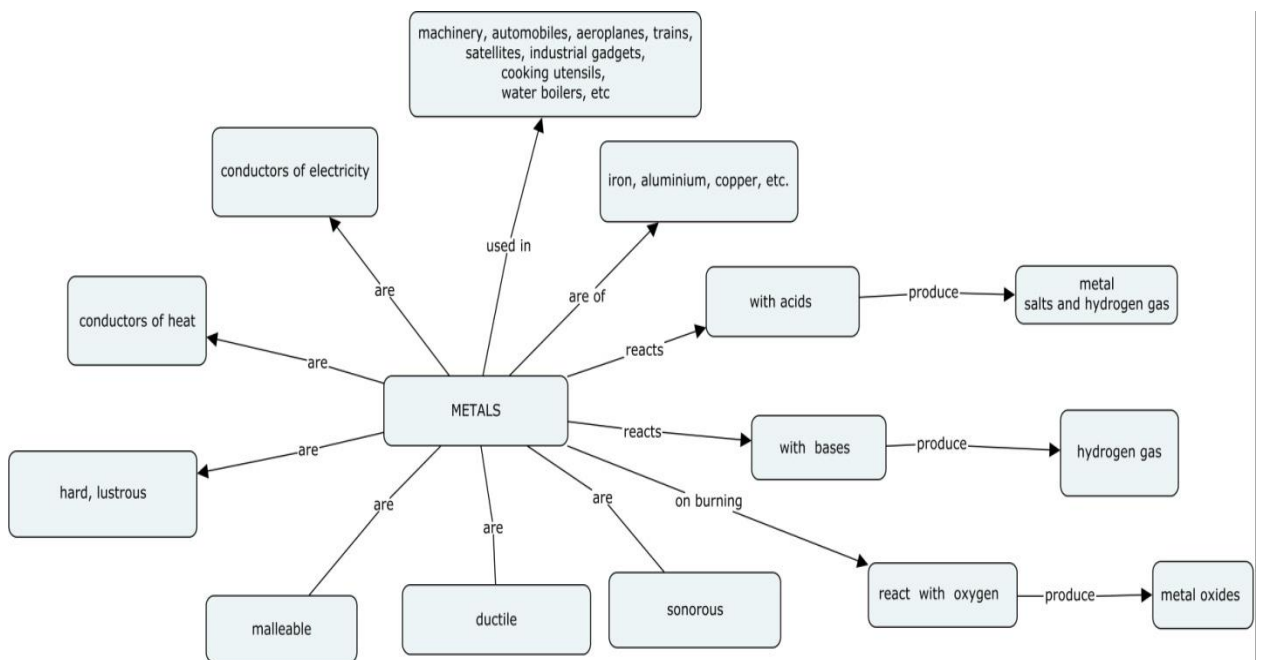 machinery, automobiles, aeroplanes, trains,
satellites, industrial gadgets,
cooking utensils,
water boilers, etc
conductors of electricity
iron, aluminium, copper, etc.
used in
are
are of
conductors of heat
with acids
produce
metal
salts and hydrogen gas
are
reacts
METALS
reacts
with bases
produce
hydrogen gas
are
hard, lustrous
are
are
are
on burning
react with oxygen
produce
metal oxides
malleable
ductile
sonorous